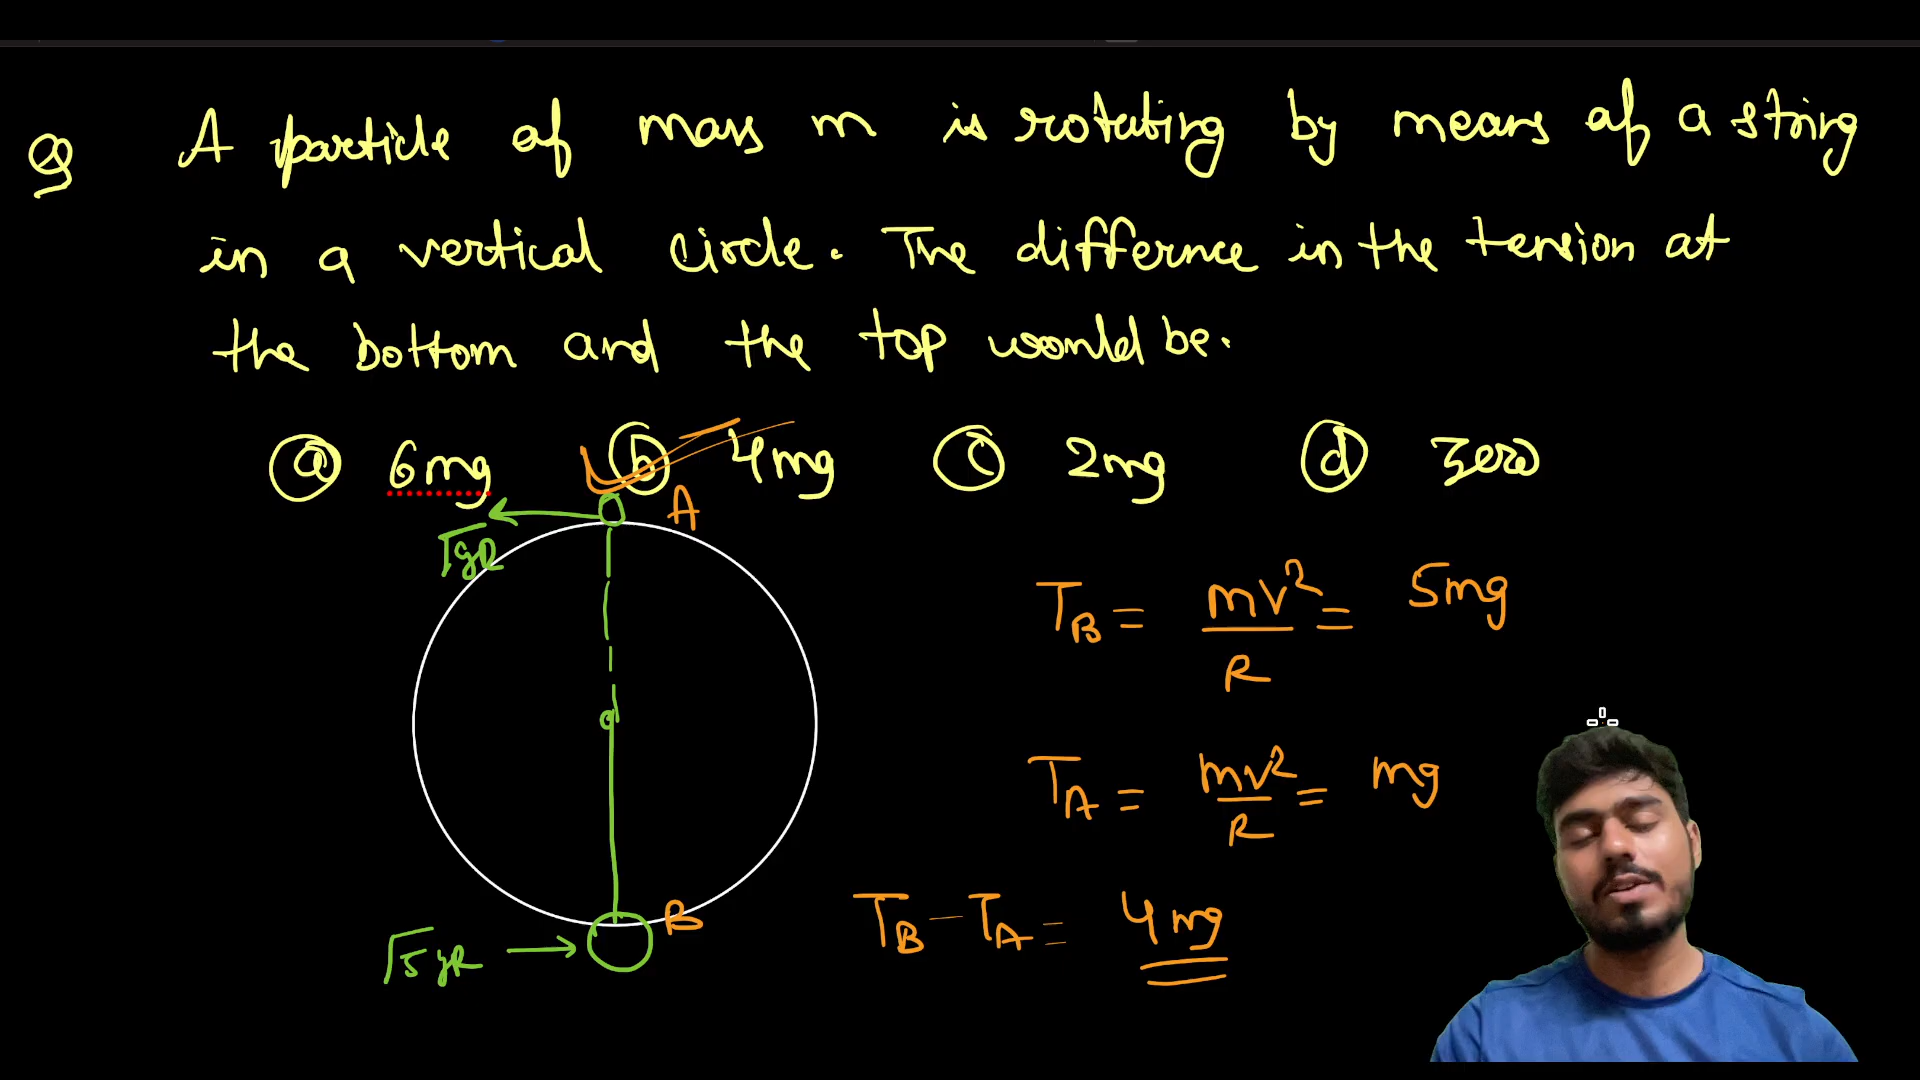 Q A particle of mass m is rotating by means of a string
in a vertical circle. The differnce in the tension at
the bottom and the top woould be.
(a) 6mg (b) 4mg (c) 2mg (d) zero
A
√gR
T_B = mv²/R = 5mg
T_A = mv²/R = mg
B
T_B - T_A = 4mg
√5gR